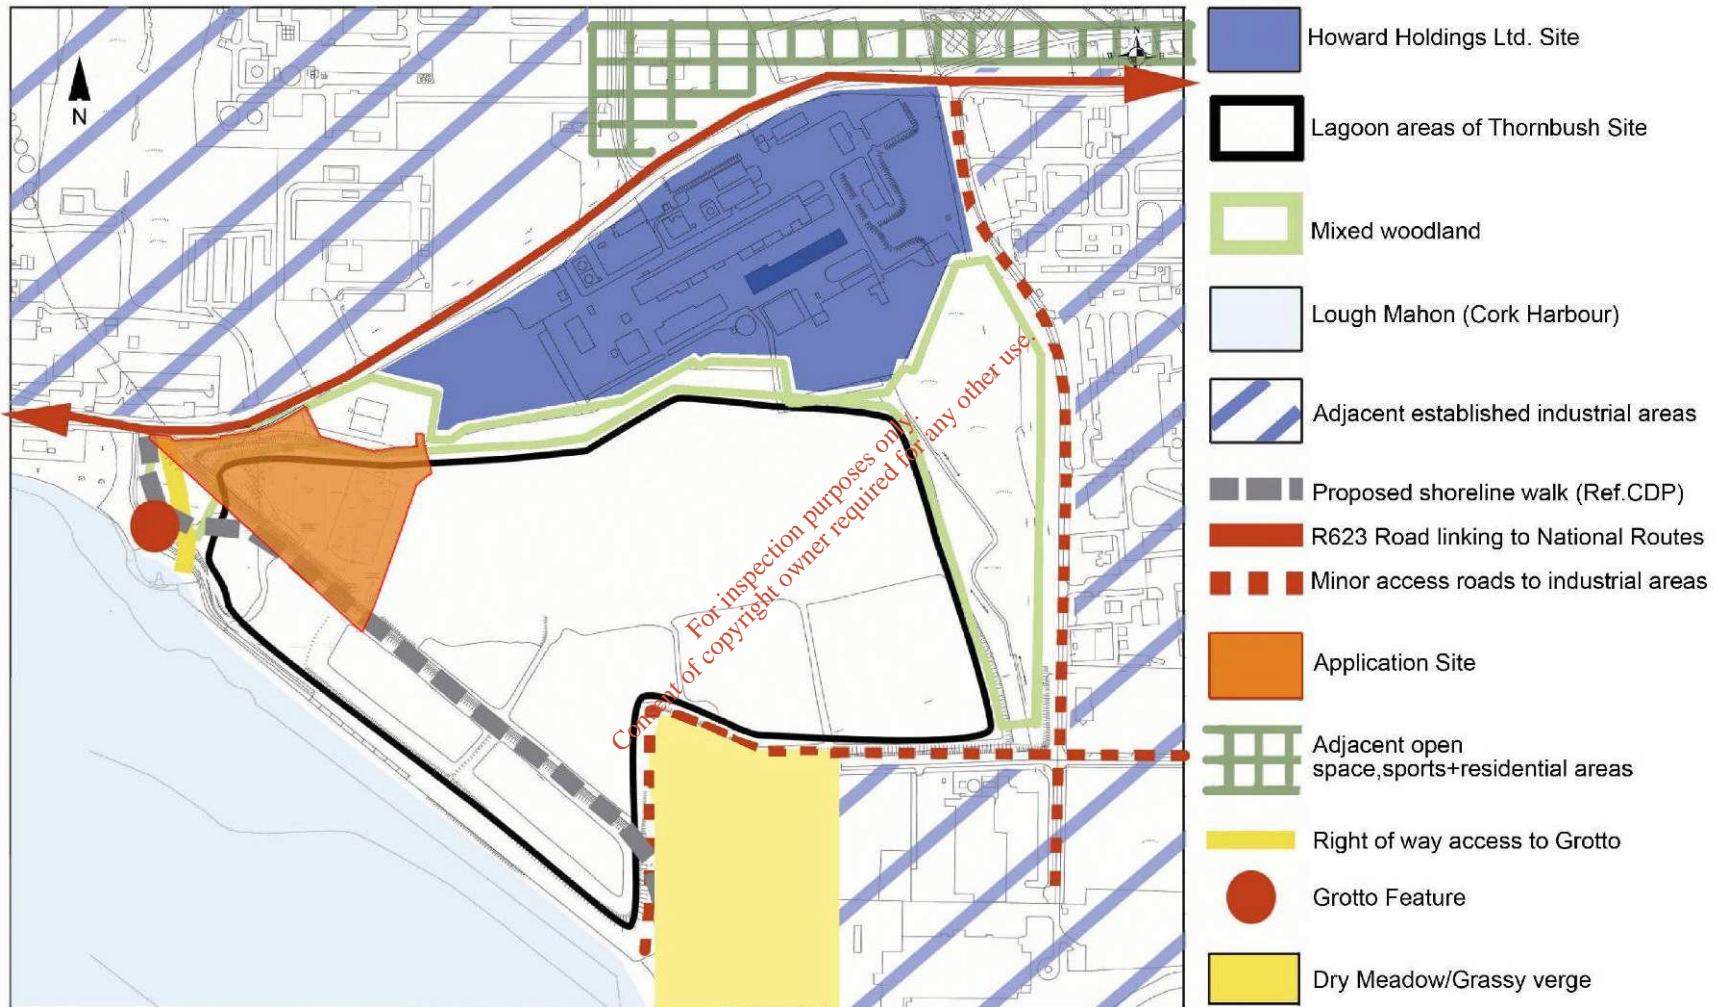 N
N
W
E
S
Howard Holdings Ltd. Site
Lagoon areas of Thornbush Site
Mixed woodland
Lough Mahon (Cork Harbour)
Adjacent established industrial areas
Proposed shoreline walk (Ref.CDP)
R623 Road linking to National Routes
Minor access roads to industrial areas
Application Site
Adjacent open
space,sports+residential areas
Right of way access to Grotto
Grotto Feature
Dry Meadow/Grassy verge
For inspection purposes only.
Consent of copyright owner required for any other use.